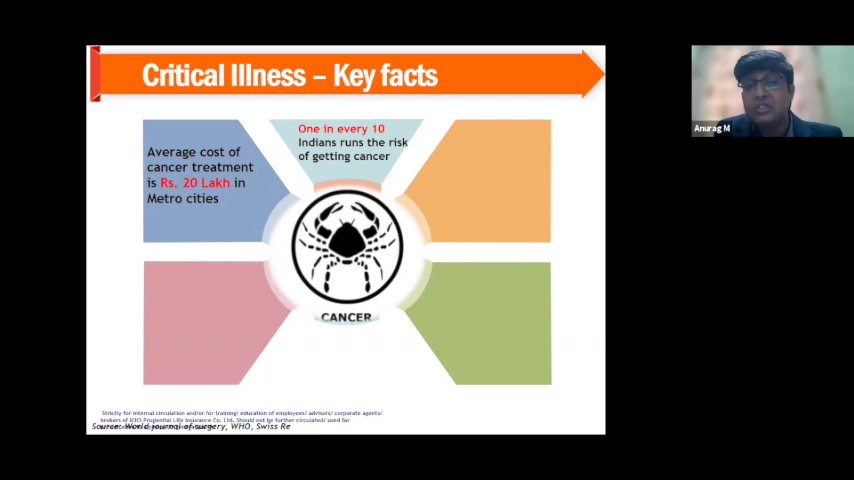 Critical Illness – Key facts
Average cost of
cancer treatment
is Rs. 20 Lakh in
Metro cities
One in every 10
Indians runs the risk
of getting cancer
CANCER
Strictly for internal circulation and/or for training/ education of employees/ advisors/ corporate agents/
brokers of ICICI Prudential Life Insurance Co. Ltd. Should not be further circulated/ used for
Source: World Journal of surgery, WHO, Swiss Re
Anurag M